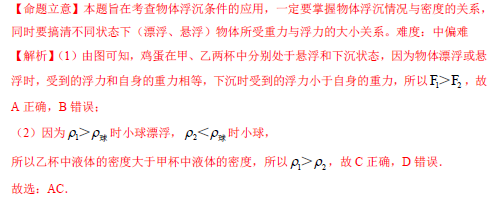 【命题立意】本题旨在考查物体浮沉条件的应用，一定要掌握物体浮沉情况与密度的关系，
同时要搞清不同状态下（漂浮、悬浮）物体所受重力与浮力的大小关系。难度：中偏难
【解析】（1）由图可知，鸡蛋在甲、乙两杯中分别处于悬浮和下沉状态，因为物体漂浮或悬
浮时，受到的浮力和自身的重力相等，下沉时受到的浮力小于自身的重力，所以F₁＞F₂，故
A 正确，B 错误；
（2）因为ρ₁＞ρ球 时小球漂浮，ρ₂＜ρ球时小球，
所以乙杯中液体的密度大于甲杯中液体的密度，所以ρ₁＞ρ₂，故 C 正确，D 错误．
故选：AC．